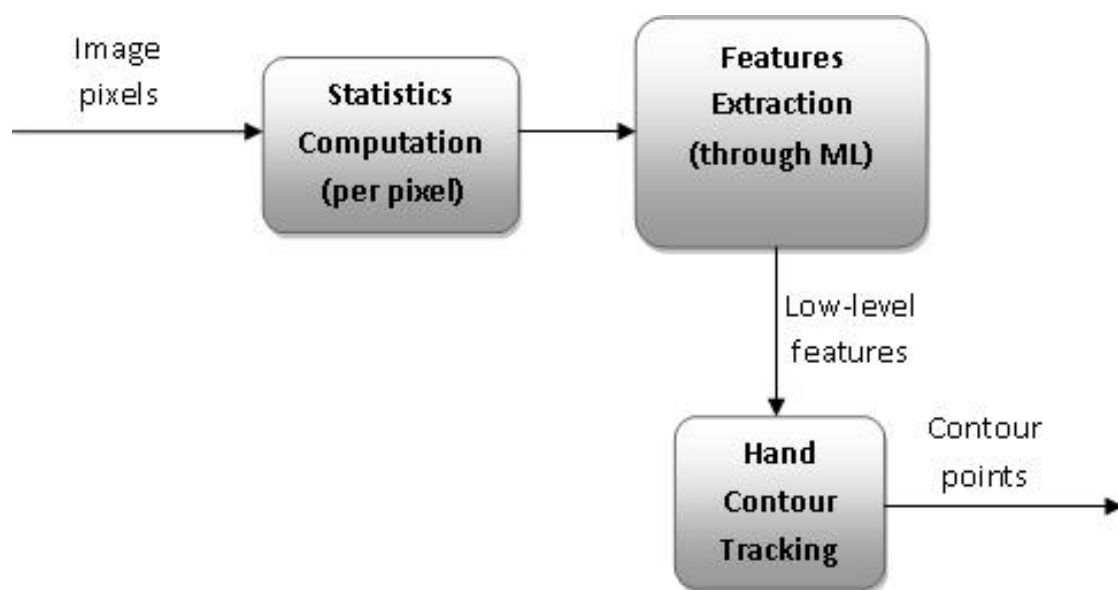 Image
pixels
Statistics
Computation
(per pixel)
Features
Extraction
(through ML)
Low-level
features
Hand
Contour
Tracking
Contour
points